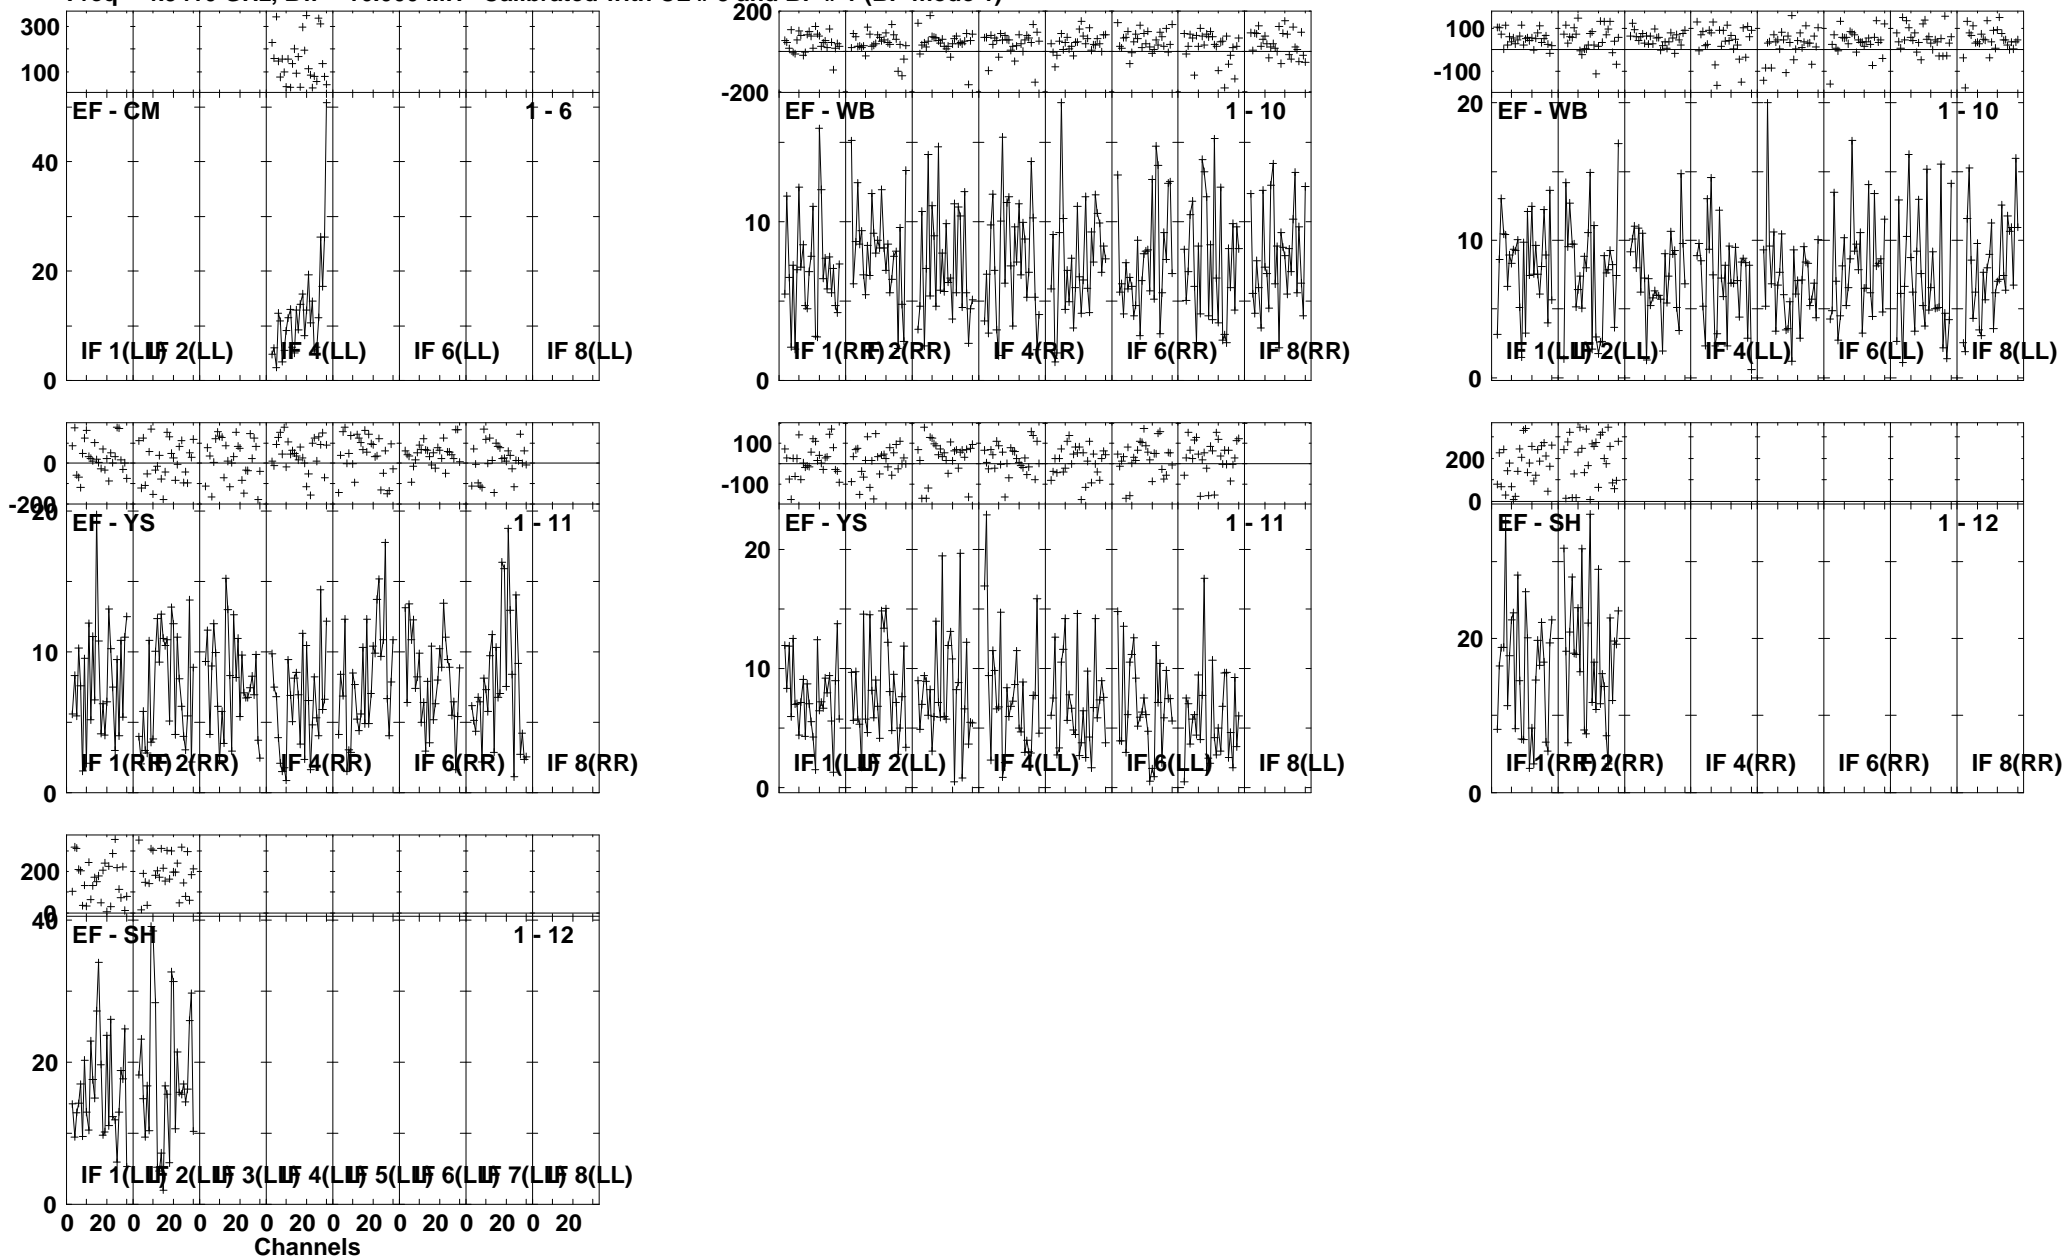 300
100
EF - CM
1 - 6
40
20
0
IF 1(LL)
IF 2(LL)
IF 4(LL)
IF 6(LL)
IF 8(LL)
200
-200
EF - WB
1 - 10
10
0
IF 1(RR)
IF 2(RR)
IF 4(RR)
IF 6(RR)
IF 8(RR)
100
-100
20
EF - WB
1 - 10
10
0
IF 1(LL)
IF 2(LL)
IF 4(LL)
IF 6(LL)
IF 8(LL)
0
-200
20
EF - YS
1 - 11
10
0
IF 1(RR)
IF 2(RR)
IF 4(RR)
IF 6(RR)
IF 8(RR)
100
-100
EF - YS
1 - 11
20
10
0
IF 1(LL)
IF 2(LL)
IF 4(LL)
IF 6(LL)
IF 8(LL)
200
0
EF - SH
1 - 12
20
0
IF 1(RR)
IF 2(RR)
IF 4(RR)
IF 6(RR)
IF 8(RR)
200
0
40
EF - SH
1 - 12
20
0
IF 1(LL)
IF 2(LL)
IF 3(LL)
IF 4(LL)
IF 5(LL)
IF 6(LL)
IF 7(LL)
IF 8(LL)
0 20 0 20 0 20 0 20 0 20 0 20 0 20 0 20
Channels